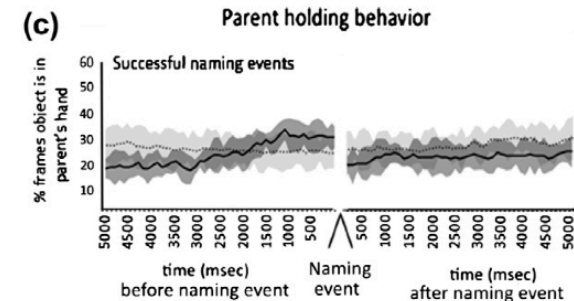 (c)
Parent holding behavior
Successful naming events
% frames object is in
parent's hand
60
50
40
30
20
10
5000 4500 4000 3500 3000 2500 2000 1500 1000 500
500 1000 1500 2000 2500 3000 3500 4000 4500 5000
time (msec)
before naming event
Naming
event
time (msec)
after naming event